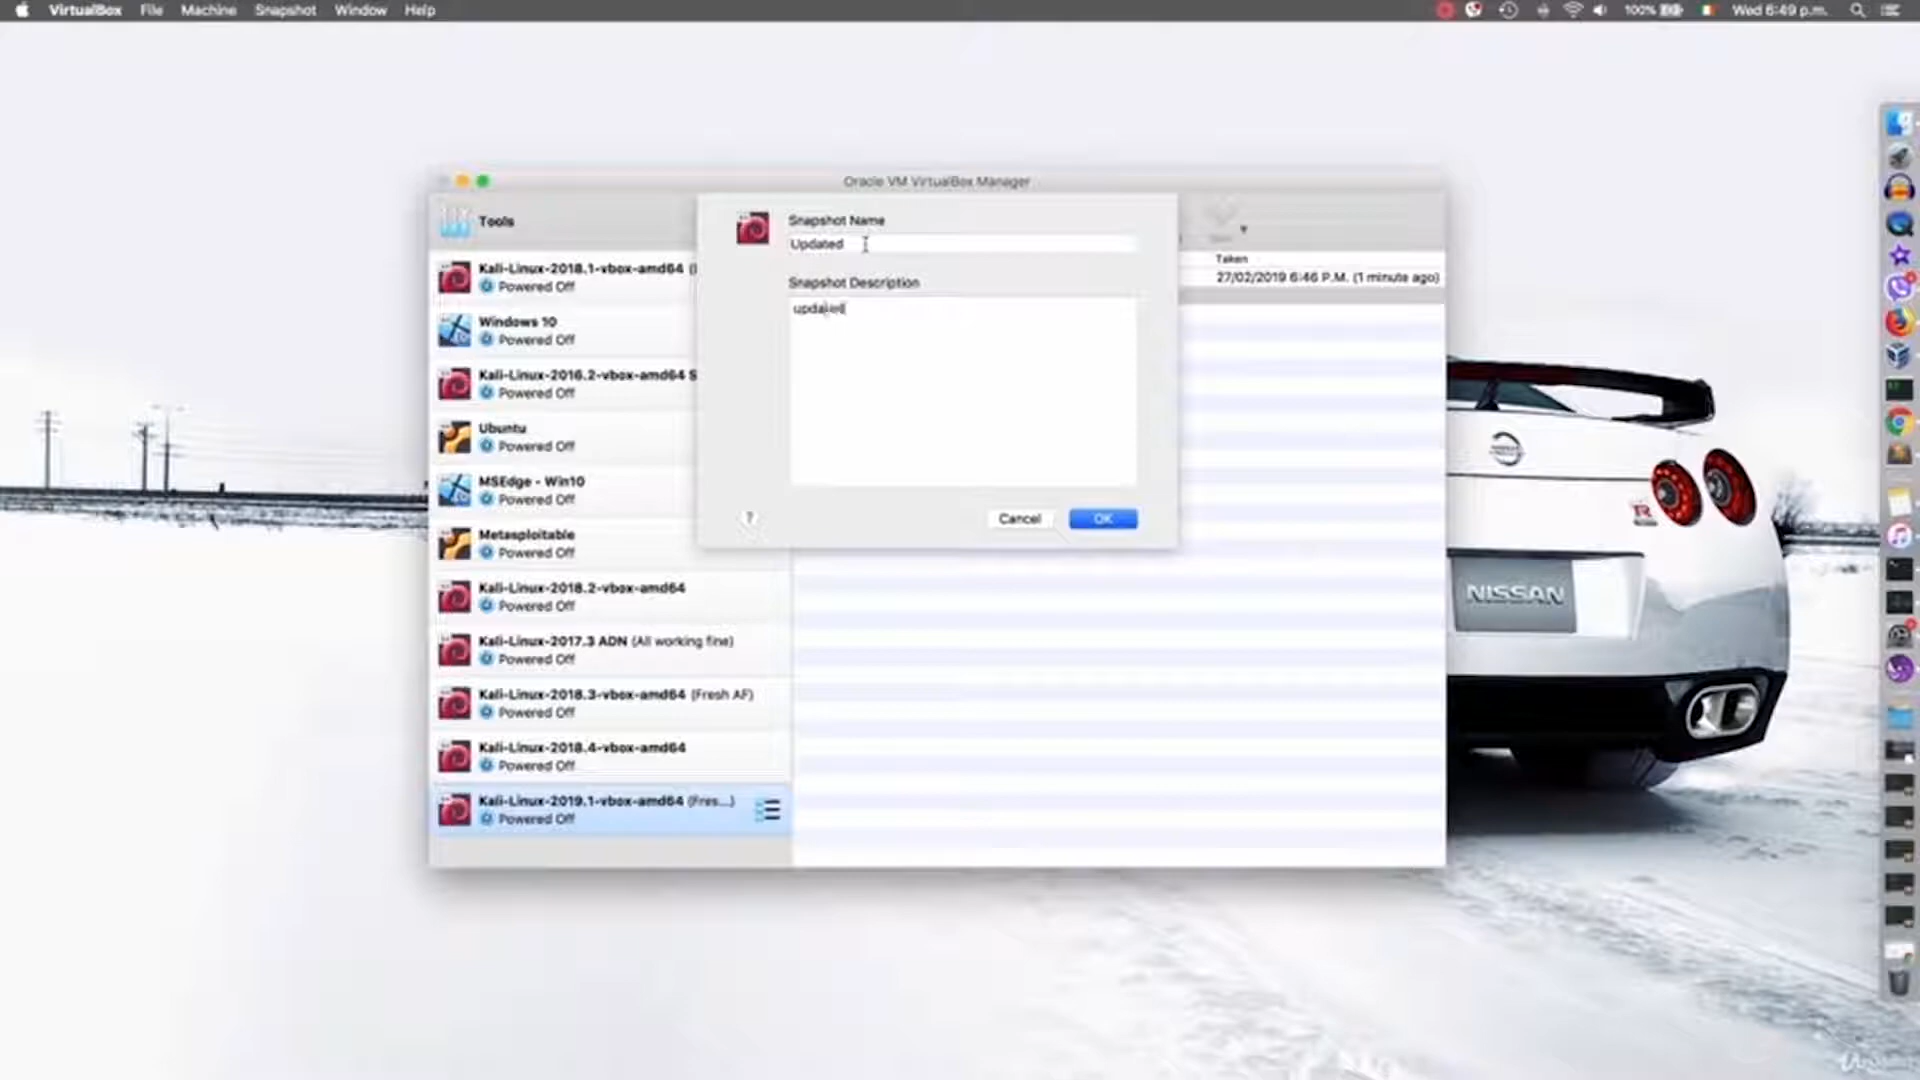 VirtualBox File Machine Snapshot Window Help
100% Wed 6:49 p.m.
Oracle VM VirtualBox Manager
Tools
Snapshot Name
Updated
Snapshot Description
updated
?
Cancel OK
Taken
27/02/2019 6:46 P.M. (1 minute ago)
Kali-Linux-2018.1-vbox-amd64 (
Powered Off
Windows 10
Powered Off
Kali-Linux-2016.2-vbox-amd64 S
Powered Off
Ubuntu
Powered Off
MSEdge - Win10
Powered Off
Metasploitable
Powered Off
Kali-Linux-2018.2-vbox-amd64
Powered Off
Kali-Linux-2017.3 ADN (All working fine)
Powered Off
Kali-Linux-2018.3-vbox-amd64 (Fresh AF)
Powered Off
Kali-Linux-2018.4-vbox-amd64
Powered Off
Kali-Linux-2019.1-vbox-amd64 (Fres...)
Powered Off
NISSAN